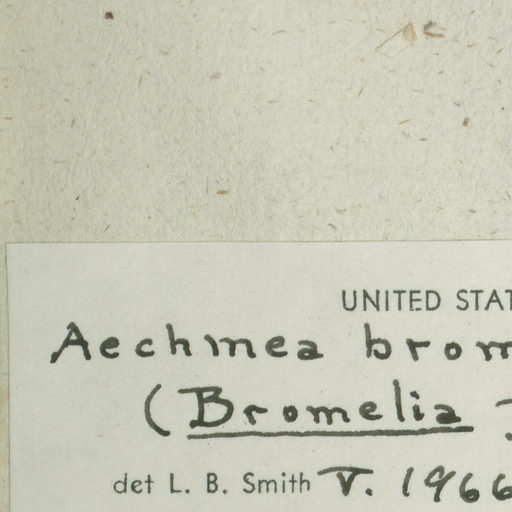 UNITED STAT
Aechmea brom
(Bromelia
det L. B. Smith V. 1966